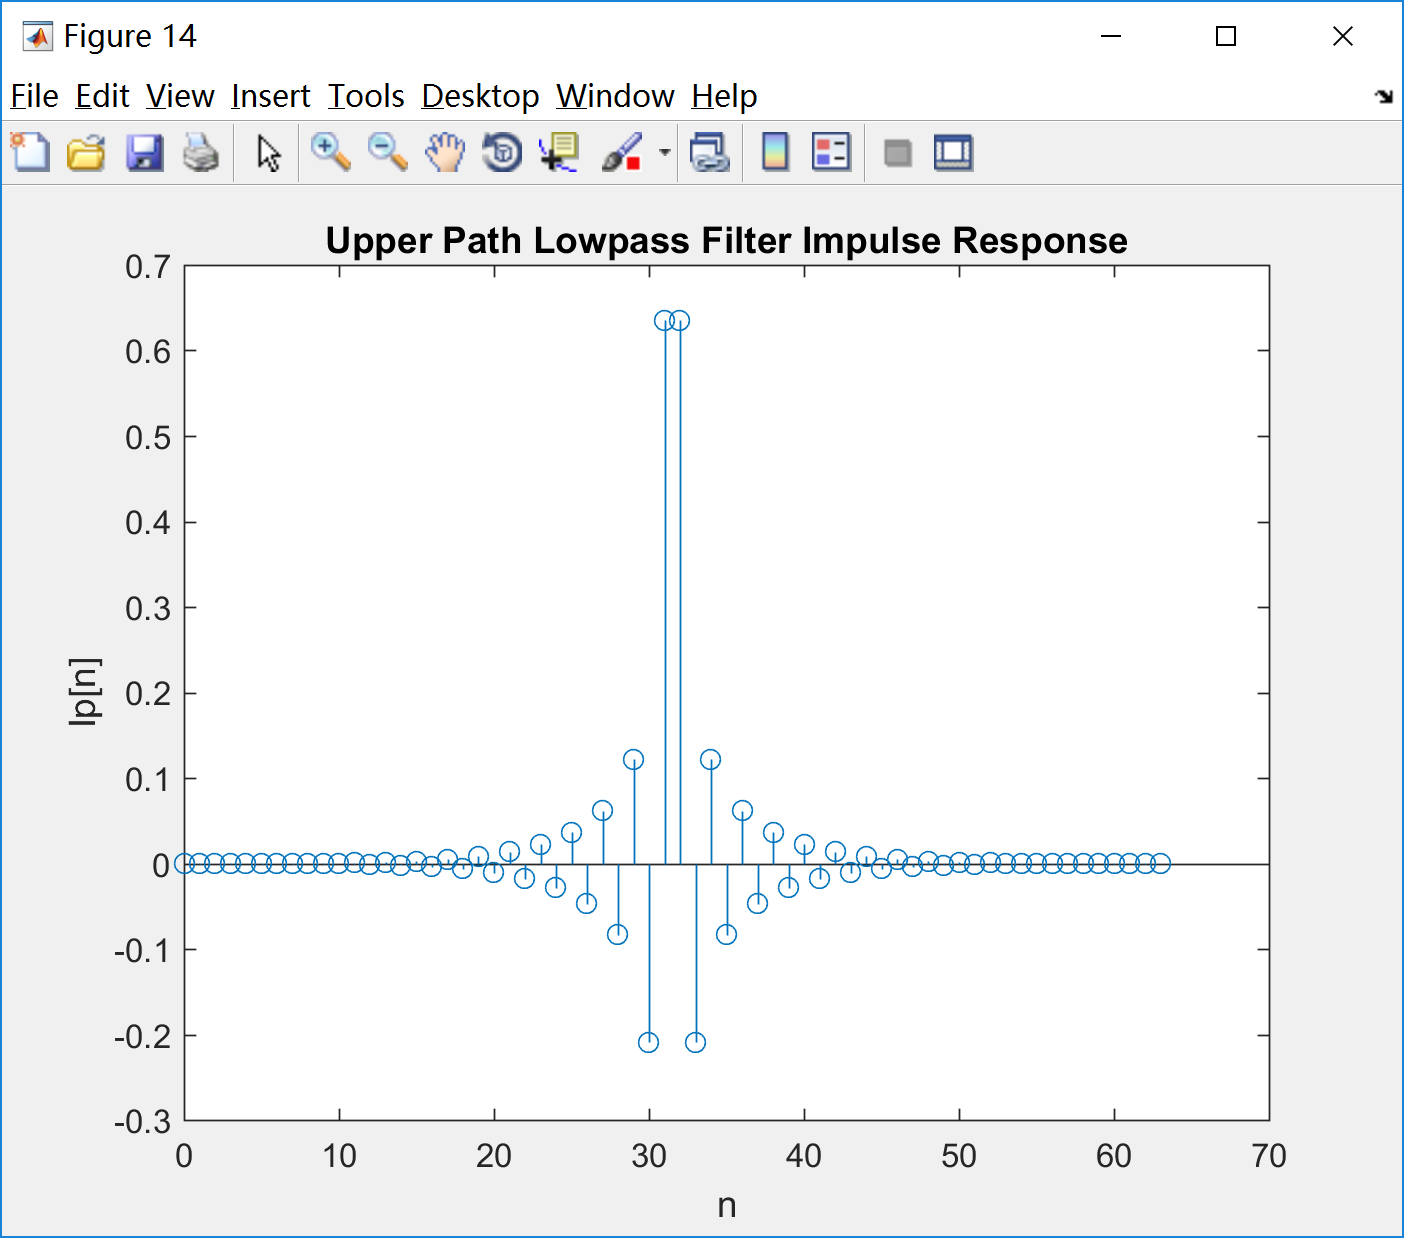 Figure 14
File Edit View Insert Tools Desktop Window Help
Upper Path Lowpass Filter Impulse Response
0.7
0.6
0.5
0.4
0.3
0.2
0.1
0
-0.1
-0.2
-0.3
lp[n]
0 10 20 30 40 50 60 70
n